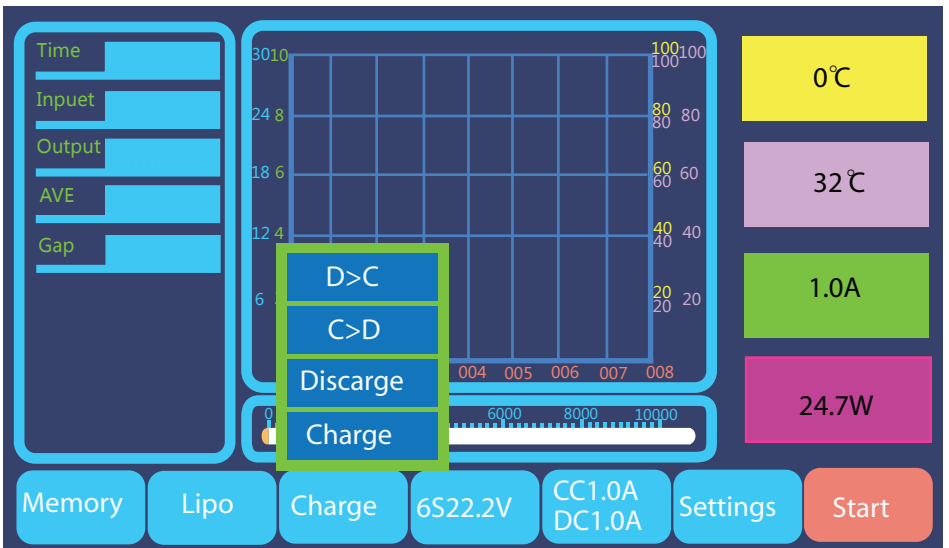 Time
Inpuet
Output
AVE
Gap
30 10 100 100
100
24 8 80 80
80
18 6 60 60
60
12 4 40 40
40
6 20 20
20
004 005 006 007 008
0 6000 8000 10000
D>C
C>D
Discarge
Charge
0℃
32℃
1.0A
24.7W
Memory
Lipo
Charge
6S22.2V
CC1.0A
DC1.0A
Settings
Start